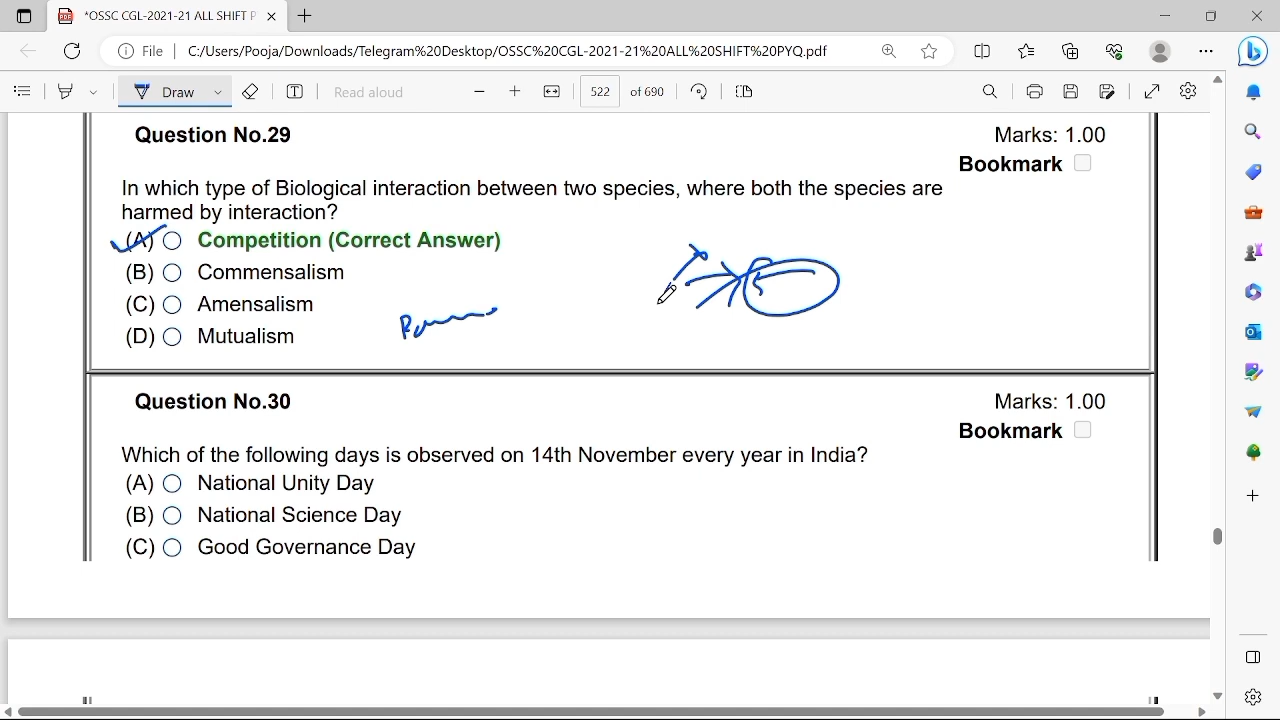 *OSSC CGL-2021-21 ALL SHIFT P
File | C:/Users/Pooja/Downloads/Telegram%20Desktop/OSSC%20CGL-2021-21%20ALL%20SHIFT%20PYQ.pdf
Draw
Read aloud
522 of 690
Question No.29 Marks: 1.00
Bookmark
In which type of Biological interaction between two species, where both the species are
harmed by interaction?
(A) Competition (Correct Answer)
(B) Commensalism
(C) Amensalism
(D) Mutualism
Question No.30 Marks: 1.00
Bookmark
Which of the following days is observed on 14th November every year in India?
(A) National Unity Day
(B) National Science Day
(C) Good Governance Day